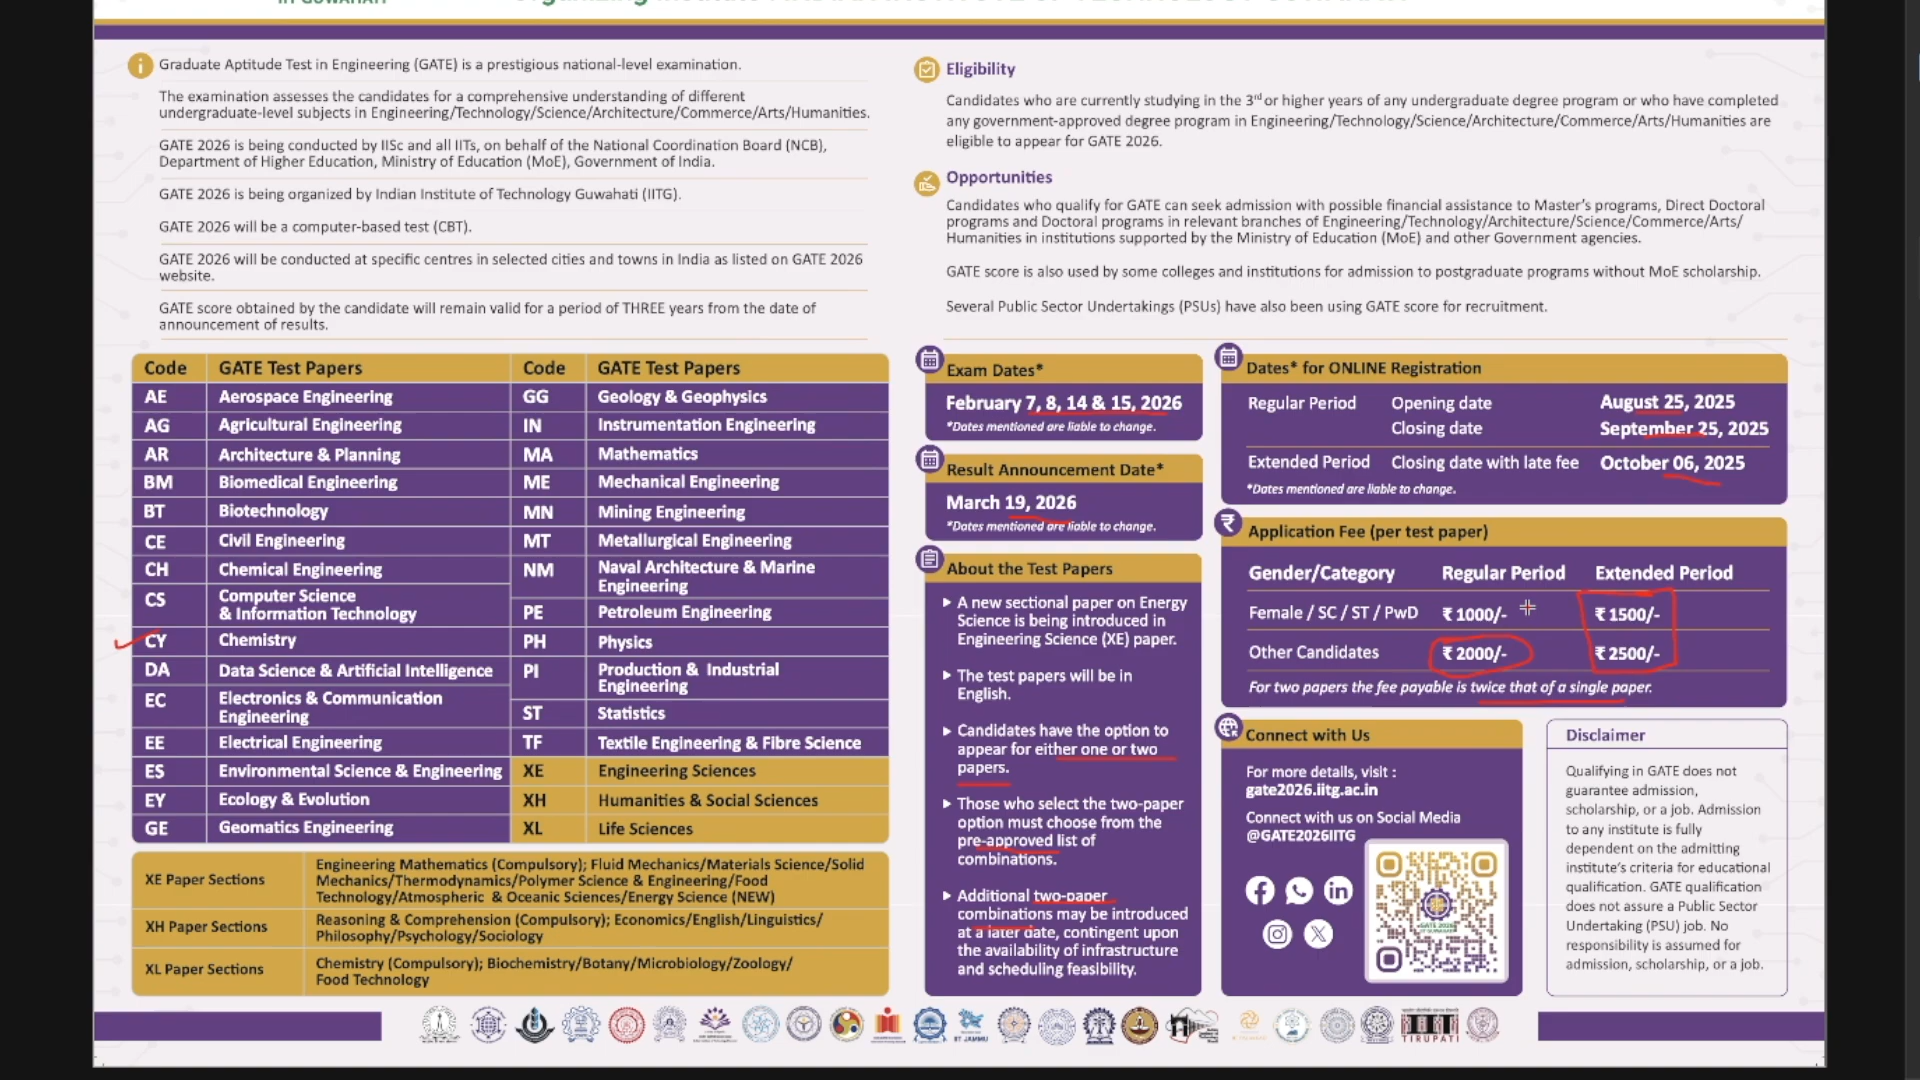 IIT GUWAHATI
Graduate Aptitude Test in Engineering (GATE) is a prestigious national-level examination.
The examination assesses the candidates for a comprehensive understanding of different
undergraduate-level subjects in Engineering/Technology/Science/Architecture/Commerce/Arts/Humanities.
GATE 2026 is being conducted by IISc and all IITs, on behalf of the National Coordination Board (NCB),
Department of Higher Education, Ministry of Education (MoE), Government of India.
GATE 2026 is being organized by Indian Institute of Technology Guwahati (IITG).
GATE 2026 will be a computer-based test (CBT).
GATE 2026 will be conducted at specific centres in selected cities and towns in India as listed on GATE 2026
website.
GATE score obtained by the candidate will remain valid for a period of THREE years from the date of
announcement of results.
Eligibility
Candidates who are currently studying in the 3rd or higher years of any undergraduate degree program or who have completed
any government-approved degree program in Engineering/Technology/Science/Architecture/Commerce/Arts/Humanities are
eligible to appear for GATE 2026.
Opportunities
Candidates who qualify for GATE can seek admission with possible financial assistance to Master's programs, Direct Doctoral
programs and Doctoral programs in relevant branches of Engineering/Technology/Architecture/Science/Commerce/Arts/
Humanities in institutions supported by the Ministry of Education (MoE) and other Government agencies.
GATE score is also used by some colleges and institutions for admission to postgraduate programs without MoE scholarship.
Several Public Sector Undertakings (PSUs) have also been using GATE score for recruitment.
Code GATE Test Papers Code GATE Test Papers
AE Aerospace Engineering GG Geology & Geophysics
AG Agricultural Engineering IN Instrumentation Engineering
AR Architecture & Planning MA Mathematics
BM Biomedical Engineering ME Mechanical Engineering
BT Biotechnology MN Mining Engineering
CE Civil Engineering MT Metallurgical Engineering
CH Chemical Engineering NM Naval Architecture & Marine
Engineering
CS Computer Science
& Information Technology PE Petroleum Engineering
CY Chemistry PH Physics
DA Data Science & Artificial Intelligence PI Production & Industrial
Engineering
EC Electronics & Communication
Engineering ST Statistics
EE Electrical Engineering TF Textile Engineering & Fibre Science
ES Environmental Science & Engineering XE Engineering Sciences
EY Ecology & Evolution XH Humanities & Social Sciences
GE Geomatics Engineering XL Life Sciences
XE Paper Sections
Engineering Mathematics (Compulsory); Fluid Mechanics/Materials Science/Solid
Mechanics/Thermodynamics/Polymer Science & Engineering/Food
Technology/Atmospheric & Oceanic Sciences/Energy Science (NEW)
XH Paper Sections
Reasoning & Comprehension (Compulsory); Economics/English/Linguistics/
Philosophy/Psychology/Sociology
XL Paper Sections
Chemistry (Compulsory); Biochemistry/Botany/Microbiology/Zoology/
Food Technology
Exam Dates*
February 7, 8, 14 & 15, 2026
*Dates mentioned are liable to change.
Result Announcement Date*
March 19, 2026
*Dates mentioned are liable to change.
About the Test Papers
A new sectional paper on Energy
Science is being introduced in
Engineering Science (XE) paper.
The test papers will be in
English.
Candidates have the option to
appear for either one or two
papers.
Those who select the two-paper
option must choose from the
pre-approved list of
combinations.
Additional two-paper
combinations may be introduced
at a later date, contingent upon
the availability of infrastructure
and scheduling feasibility.
Dates* for ONLINE Registration
Regular Period Opening date August 25, 2025
Closing date September 25, 2025
Extended Period Closing date with late fee October 06, 2025
*Dates mentioned are liable to change.
₹
Application Fee (per test paper)
Gender/Category Regular Period Extended Period
Female / SC / ST / PwD ₹ 1000/- ₹ 1500/-
Other Candidates ₹ 2000/- ₹ 2500/-
For two papers the fee payable is twice that of a single paper.
Connect with Us
For more details, visit :
gate2026.iitg.ac.in
Connect with us on Social Media
@GATE2026IITG
Disclaimer
Qualifying in GATE does not
guarantee admission,
scholarship, or a job. Admission
to any institute is fully
dependent on the admitting
institute's criteria for educational
qualification. GATE qualification
does not assure a Public Sector
Undertaking (PSU) job. No
responsibility is assumed for
admission, scholarship, or a job.
IIT JAMMU
TIRUPATI